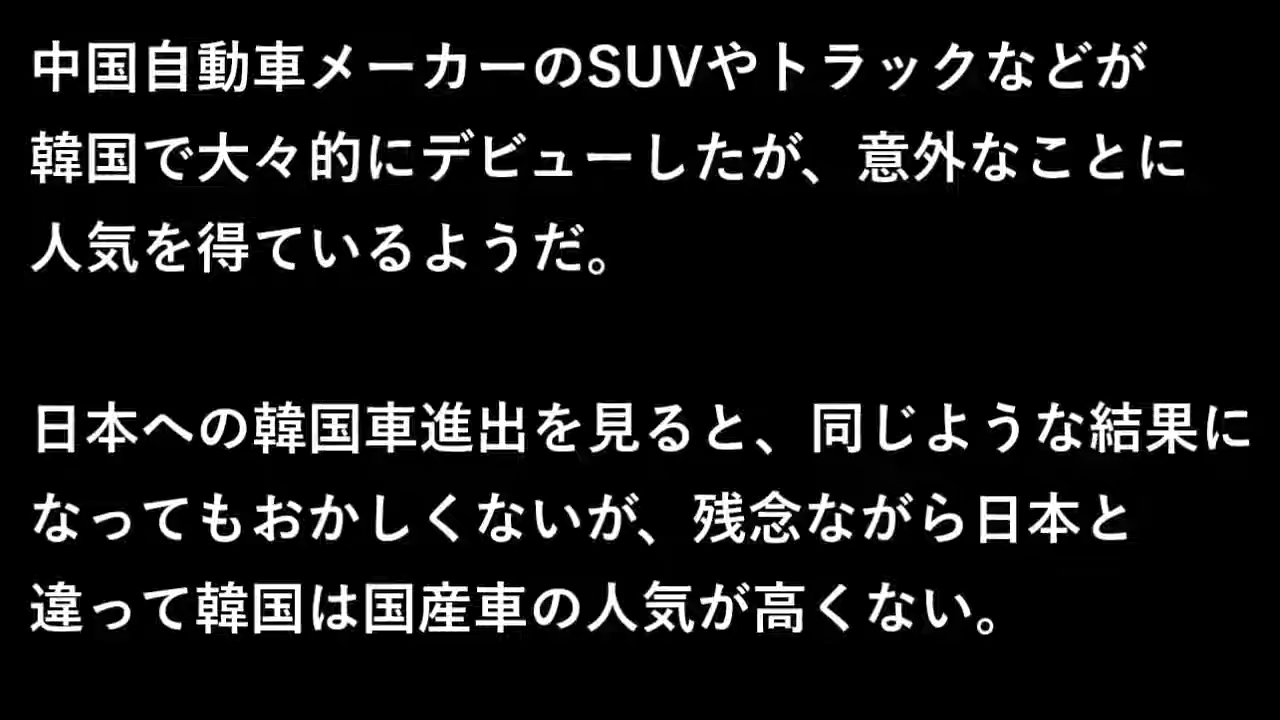 中国自動車メーカーのSUVやトラックなどが
韓国で大々的にデビューしたが、意外なことに
人気を得ているようだ。
日本への韓国車進出を見ると、同じような結果に
なってもおかしくないが、残念ながら日本と
違って韓国は国産車の人気が高くない。